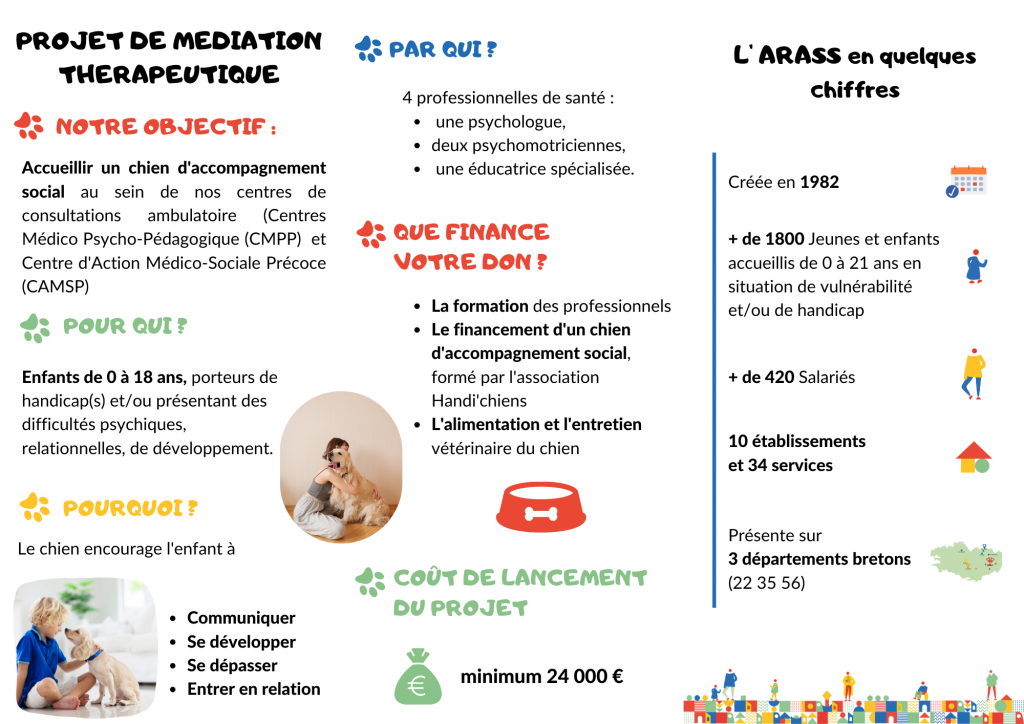 PROJET DE MEDIATION
THERAPEUTIQUE
NOTRE OBJECTIF :
Accueillir un chien d'accompagnement
social au sein de nos centres de
consultations ambulatoire (Centres
Médico Psycho-Pédagogique (CMPP) et
Centre d'Action Médico-Sociale Précoce
(CAMSP)
POUR QUI ?
Enfants de 0 à 18 ans, porteurs de
handicap(s) et/ou présentant des
difficultés psychiques,
relationnelles, de développement.
POURQUOI ?
Le chien encourage l'enfant à
• Communiquer
• Se développer
• Se dépasser
• Entrer en relation
PAR QUI ?
4 professionnelles de santé :
• une psychologue,
• deux psychomotriciennes,
• une éducatrice spécialisée.
QUE FINANCE
VOTRE DON ?
• La formation des professionnels
• Le financement d'un chien
d'accompagnement social,
formé par l'association
Handi'chiens
• L'alimentation et l'entretien
vétérinaire du chien
COÛT DE LANCEMENT
DU PROJET
€
minimum 24 000 €
L' ARASS en quelques
chiffres
Créée en 1982
+ de 1800 Jeunes et enfants
accueillis de 0 à 21 ans en
situation de vulnérabilité
et/ou de handicap
+ de 420 Salariés
10 établissements
et 34 services
Présente sur
3 départements bretons
(22 35 56)